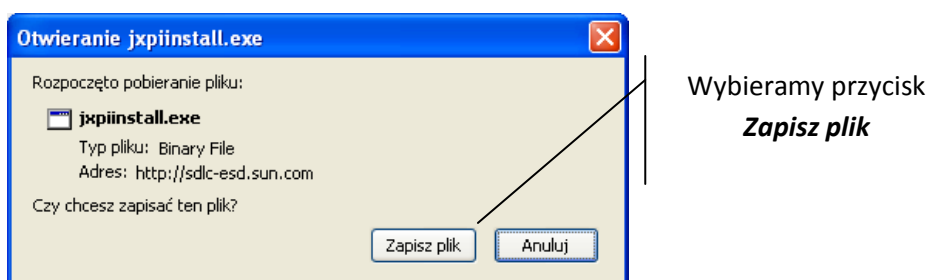 Otwieranie jxpiinstall.exe
Rozpoczęto pobieranie pliku:
jxpiinstall.exe
Typ pliku: Binary File
Adres: http://sdlc-esd.sun.com
Czy chcesz zapisać ten plik?
Zapisz plik Anuluj
Wybieramy przycisk
Zapisz plik